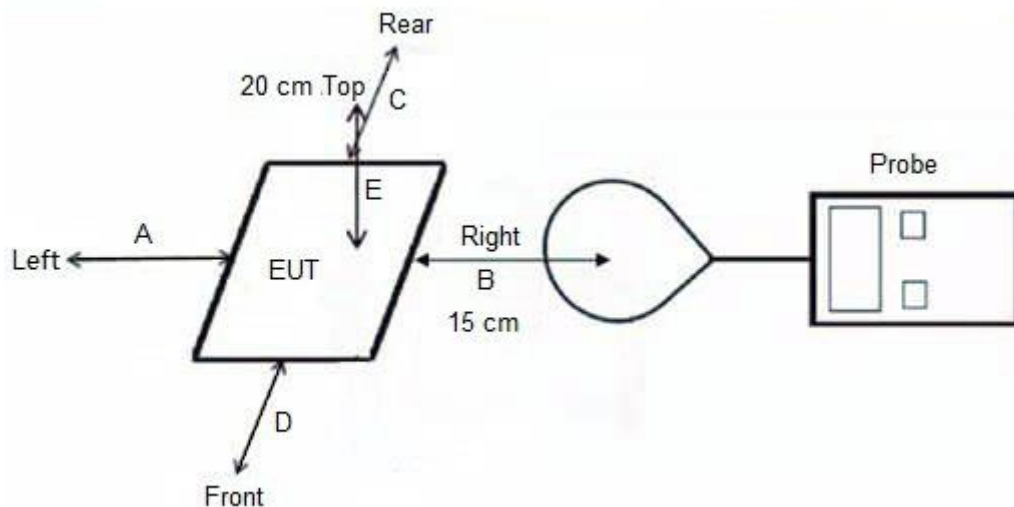 Rear
20 cm .Top
C
Probe
E
A
Right
Left
EUT
B
15 cm
D
Front